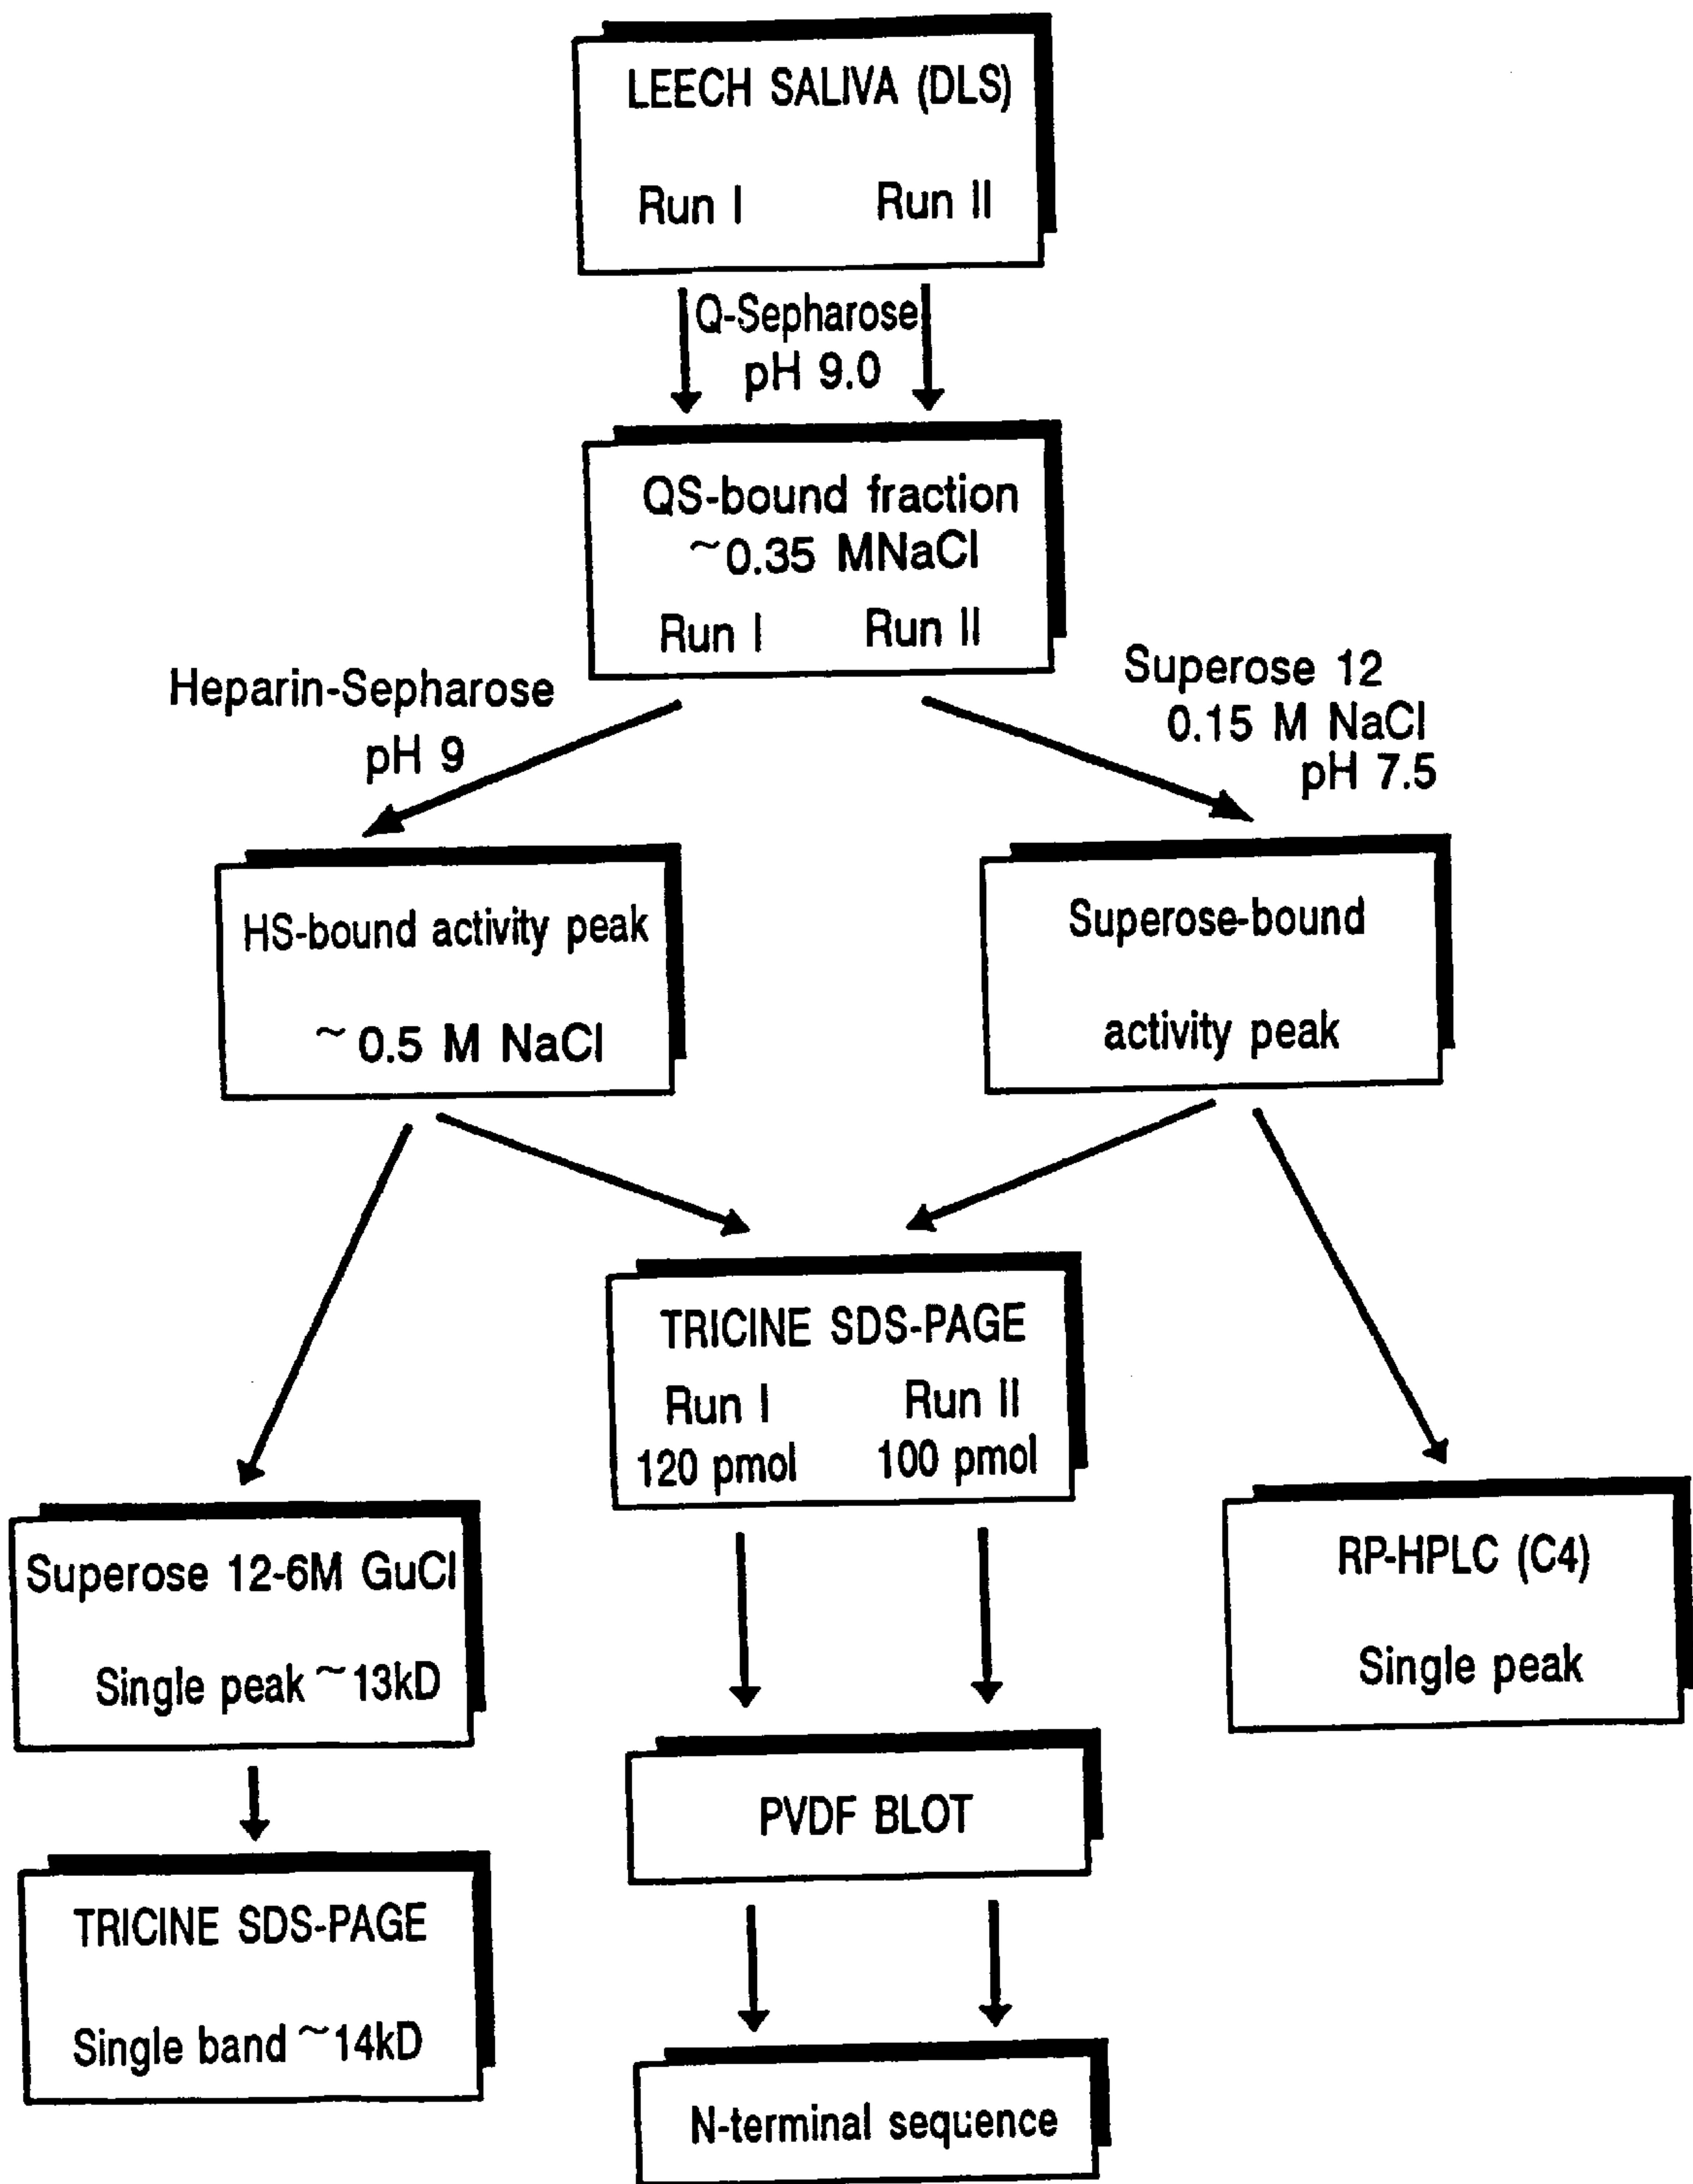 LEECH SALIVA (DLS)
Run I Run II
Q-Sepharose
pH 9.0
QS-bound fraction
~0.35 MNaCl
Run I Run II
Heparin-Sepharose
pH 9
Superose 12
0.15 M NaCl
pH 7.5
HS-bound activity peak
~0.5 M NaCl
Superose-bound
activity peak
TRICINE SDS-PAGE
Run I Run II
120 pmol 100 pmol
Superose 12-6M GuCl
Single peak ~13kD
RP-HPLC (C4)
Single peak
PVDF BLOT
TRICINE SDS-PAGE
Single band ~14kD
N-terminal sequence